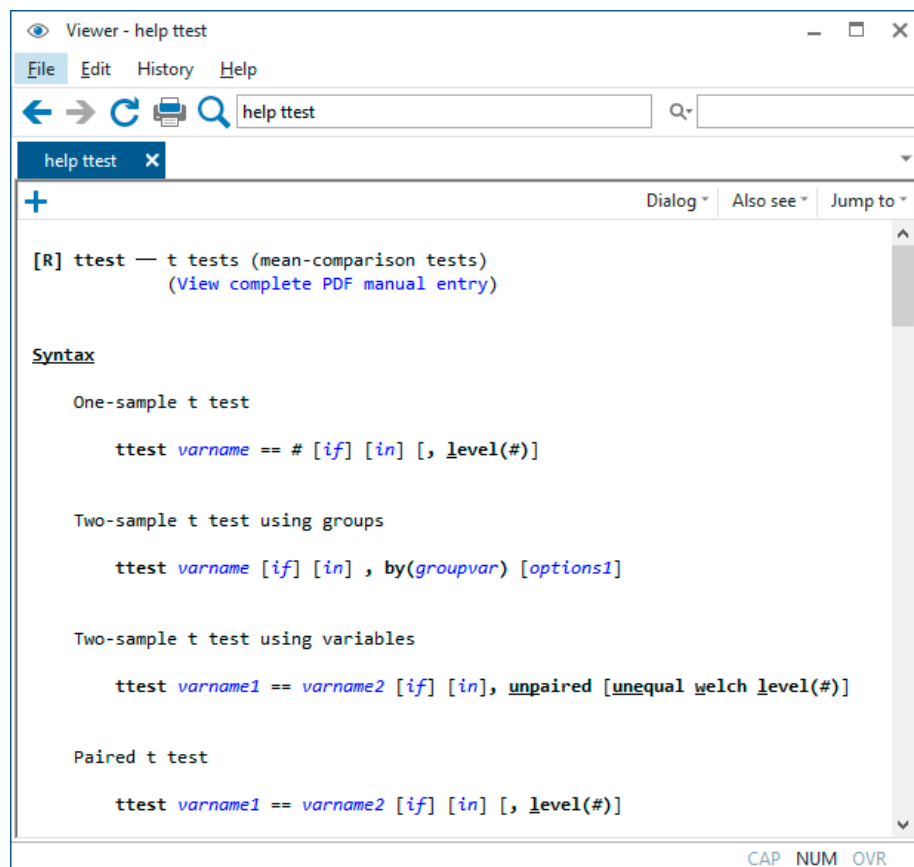 Viewer - help ttest
File Edit History Help
help ttest
help ttest
Dialog Also see Jump to
[R] ttest — t tests (mean-comparison tests)
(View complete PDF manual entry)
Syntax
One-sample t test
ttest varname == # [if] [in] [, level(#)]
Two-sample t test using groups
ttest varname [if] [in] , by(groupvar) [options1]
Two-sample t test using variables
ttest varname1 == varname2 [if] [in], unpaired [unequal welch level(#)]
Paired t test
ttest varname1 == varname2 [if] [in] [, level(#)]
CAP NUM OVR